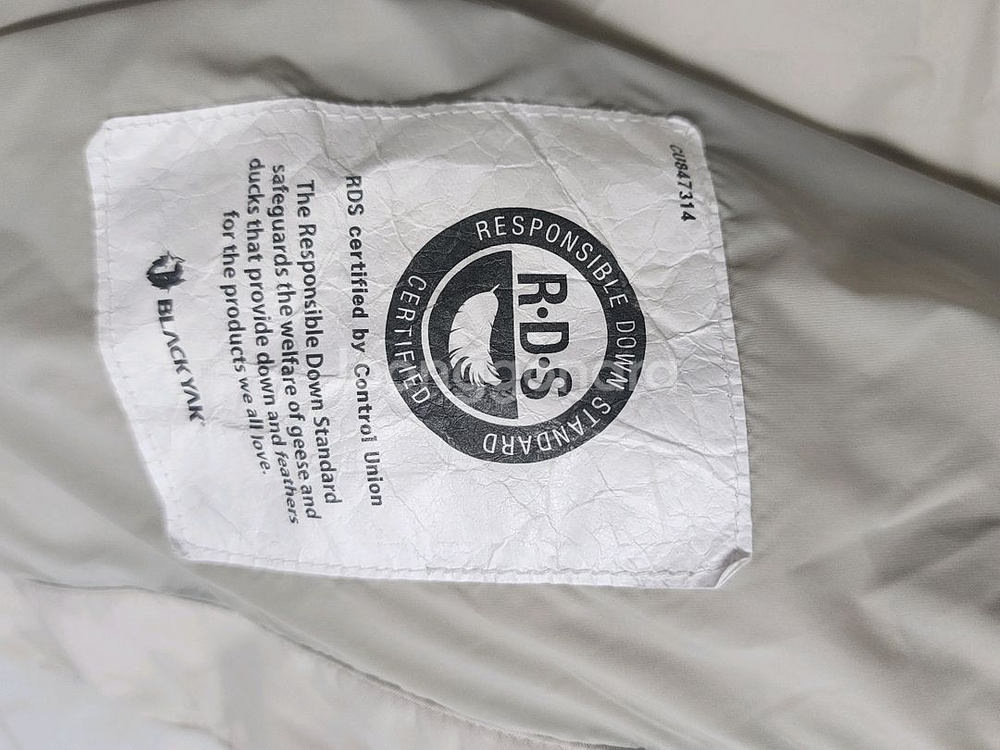 CU847314
RESPONSIBLE DOWN STANDARD
R·D·S
CERTIFIED
RDS certified by Control Union
The Responsible Down Standard
safeguards the welfare of geese and
ducks that provide down and feathers
for the products we all love.
BLACKYAK